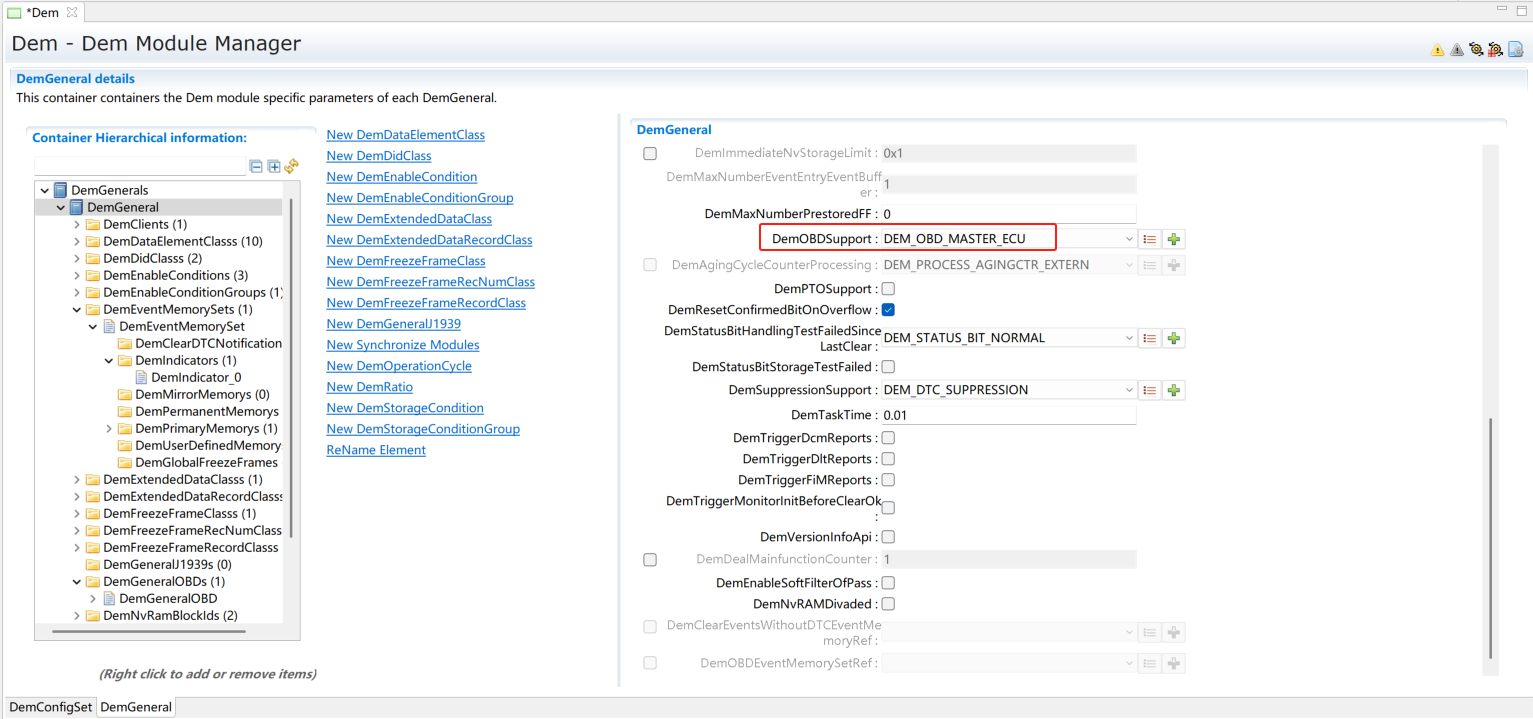 *Dem
Dem - Dem Module Manager
DemGeneral details
This container containers the Dem module specific parameters of each DemGeneral.
Container Hierarchical information:
DemGenerals
DemGeneral
DemClients (1)
DemDataElementClasss (10)
DemDidClasss (2)
DemEnableConditions (3)
DemEnableConditionGroups (1)
DemEventMemorySets (1)
DemEventMemorySet
DemClearDTCNotification
DemIndicators (1)
DemIndicator_0
DemMirrorMemorys (0)
DemPermanentMemorys
DemPrimaryMemorys (1)
DemUserDefinedMemory
DemGlobalFreezeFrames
DemExtendedDataClasss (1)
DemExtendedDataRecordClasss
DemFreezeFrameClasss (1)
DemFreezeFrameRecNumClass
DemFreezeFrameRecordClasss
DemGeneralJ1939s (0)
DemGeneralOBDs (1)
DemGeneralOBD
DemNvRamBlockIds (2)
(Right click to add or remove items)
New DemDataElementClass
New DemDidClass
New DemEnableCondition
New DemEnableConditionGroup
New DemExtendedDataClass
New DemExtendedDataRecordClass
New DemFreezeFrameClass
New DemFreezeFrameRecNumClass
New DemFreezeFrameRecordClass
New DemGeneralJ1939
New Synchronize Modules
New DemOperationCycle
New DemRatio
New DemStorageCondition
New DemStorageConditionGroup
ReName Element
DemGeneral
DemImmediateNvStorageLimit : 0x1
DemMaxNumberEventEntryEventBuff
er : 1
DemMaxNumberPrestoredFF : 0
DemOBDSupport : DEM_OBD_MASTER_ECU
DemAgingCycleCounterProcessing : DEM_PROCESS_AGINGCTR_EXTERN
DemPTOSupport :
DemResetConfirmedBitOnOverflow :
DemStatusBitHandlingTestFailedSince
LastClear : DEM_STATUS_BIT_NORMAL
DemStatusBitStorageTestFailed :
DemSuppressionSupport : DEM_DTC_SUPPRESSION
DemTaskTime : 0.01
DemTriggerDcmReports :
DemTriggerDltReports :
DemTriggerFiMReports :
DemTriggerMonitorInitBeforeClearOk
:
DemVersionInfoApi :
DemDealMainfunctionCounter : 1
DemEnableSoftFilterOfPass :
DemNvRAMDivaded :
DemClearEventsWithoutDTCEventMe
moryRef :
DemOBDEventMemorySetRef :
DemConfigSet DemGeneral